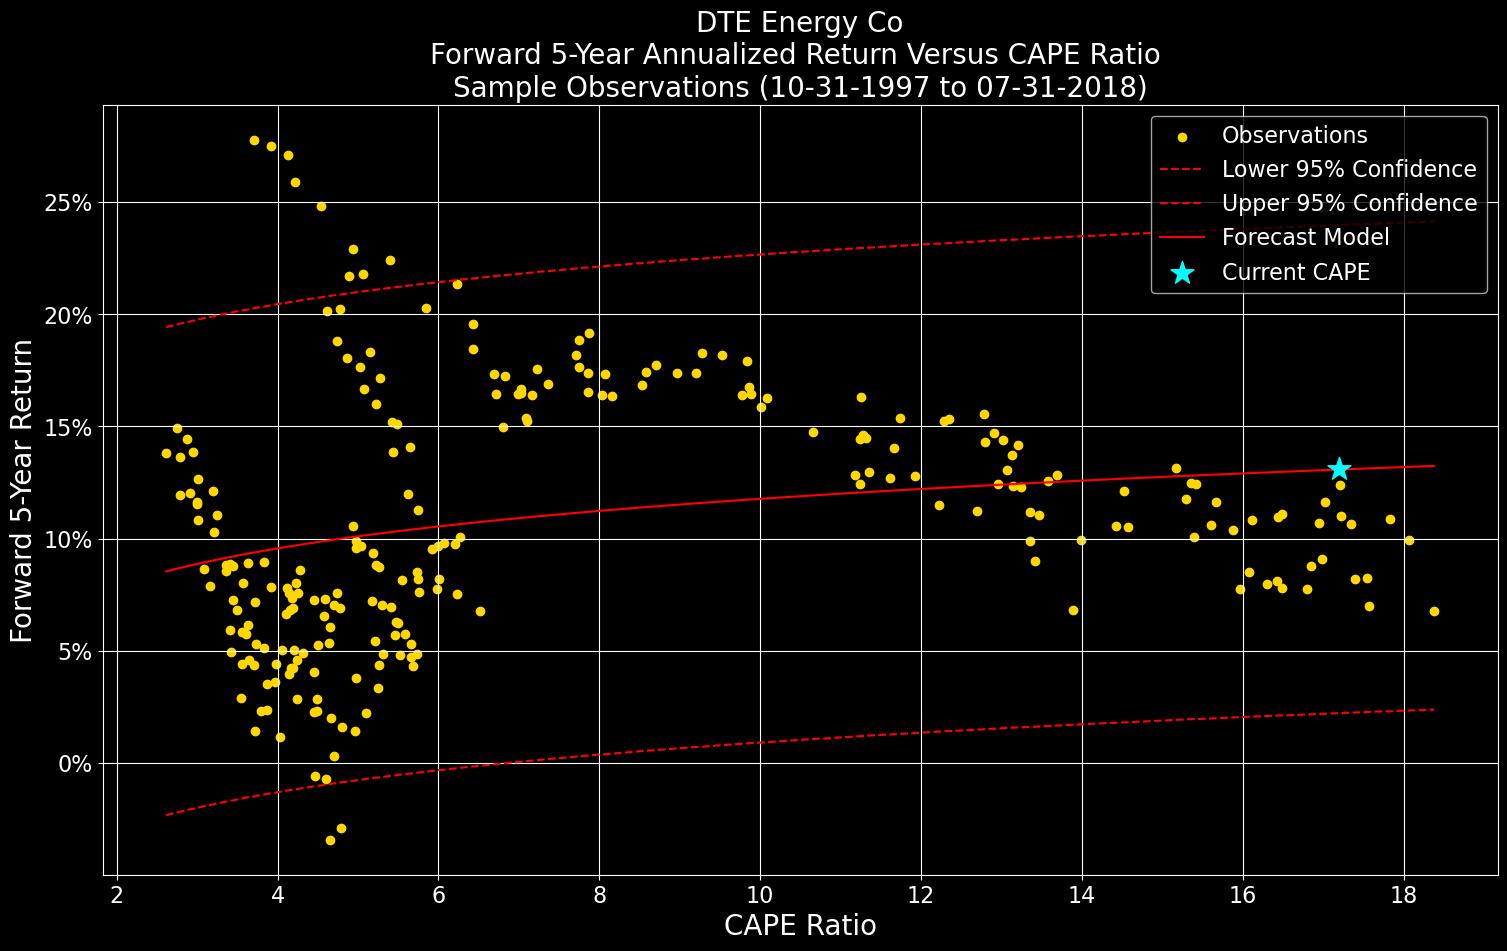 DTE Energy Co
Forward 5-Year Annualized Return Versus CAPE Ratio
Sample Observations (10-31-1997 to 07-31-2018)
Observations
Lower 95% Confidence
Upper 95% Confidence
Forecast Model
Current CAPE
Forward 5-Year Return
25%
20%
15%
10%
5%
0%
2 4 6 8 10 12 14 16 18
CAPE Ratio